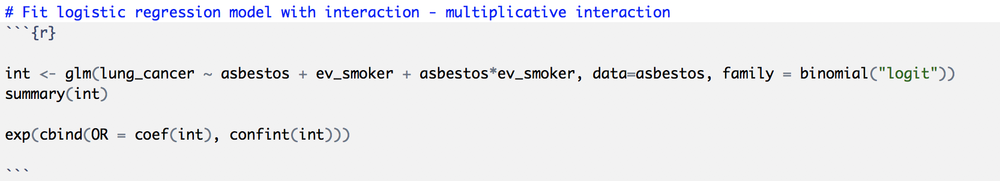 # Fit logistic regression model with interaction - multiplicative interaction
```{r}
int <- glm(lung_cancer ~ asbestos + ev_smoker + asbestos*ev_smoker, data=asbestos, family = binomial("logit"))
summary(int)
exp(cbind(OR = coef(int), confint(int)))
```